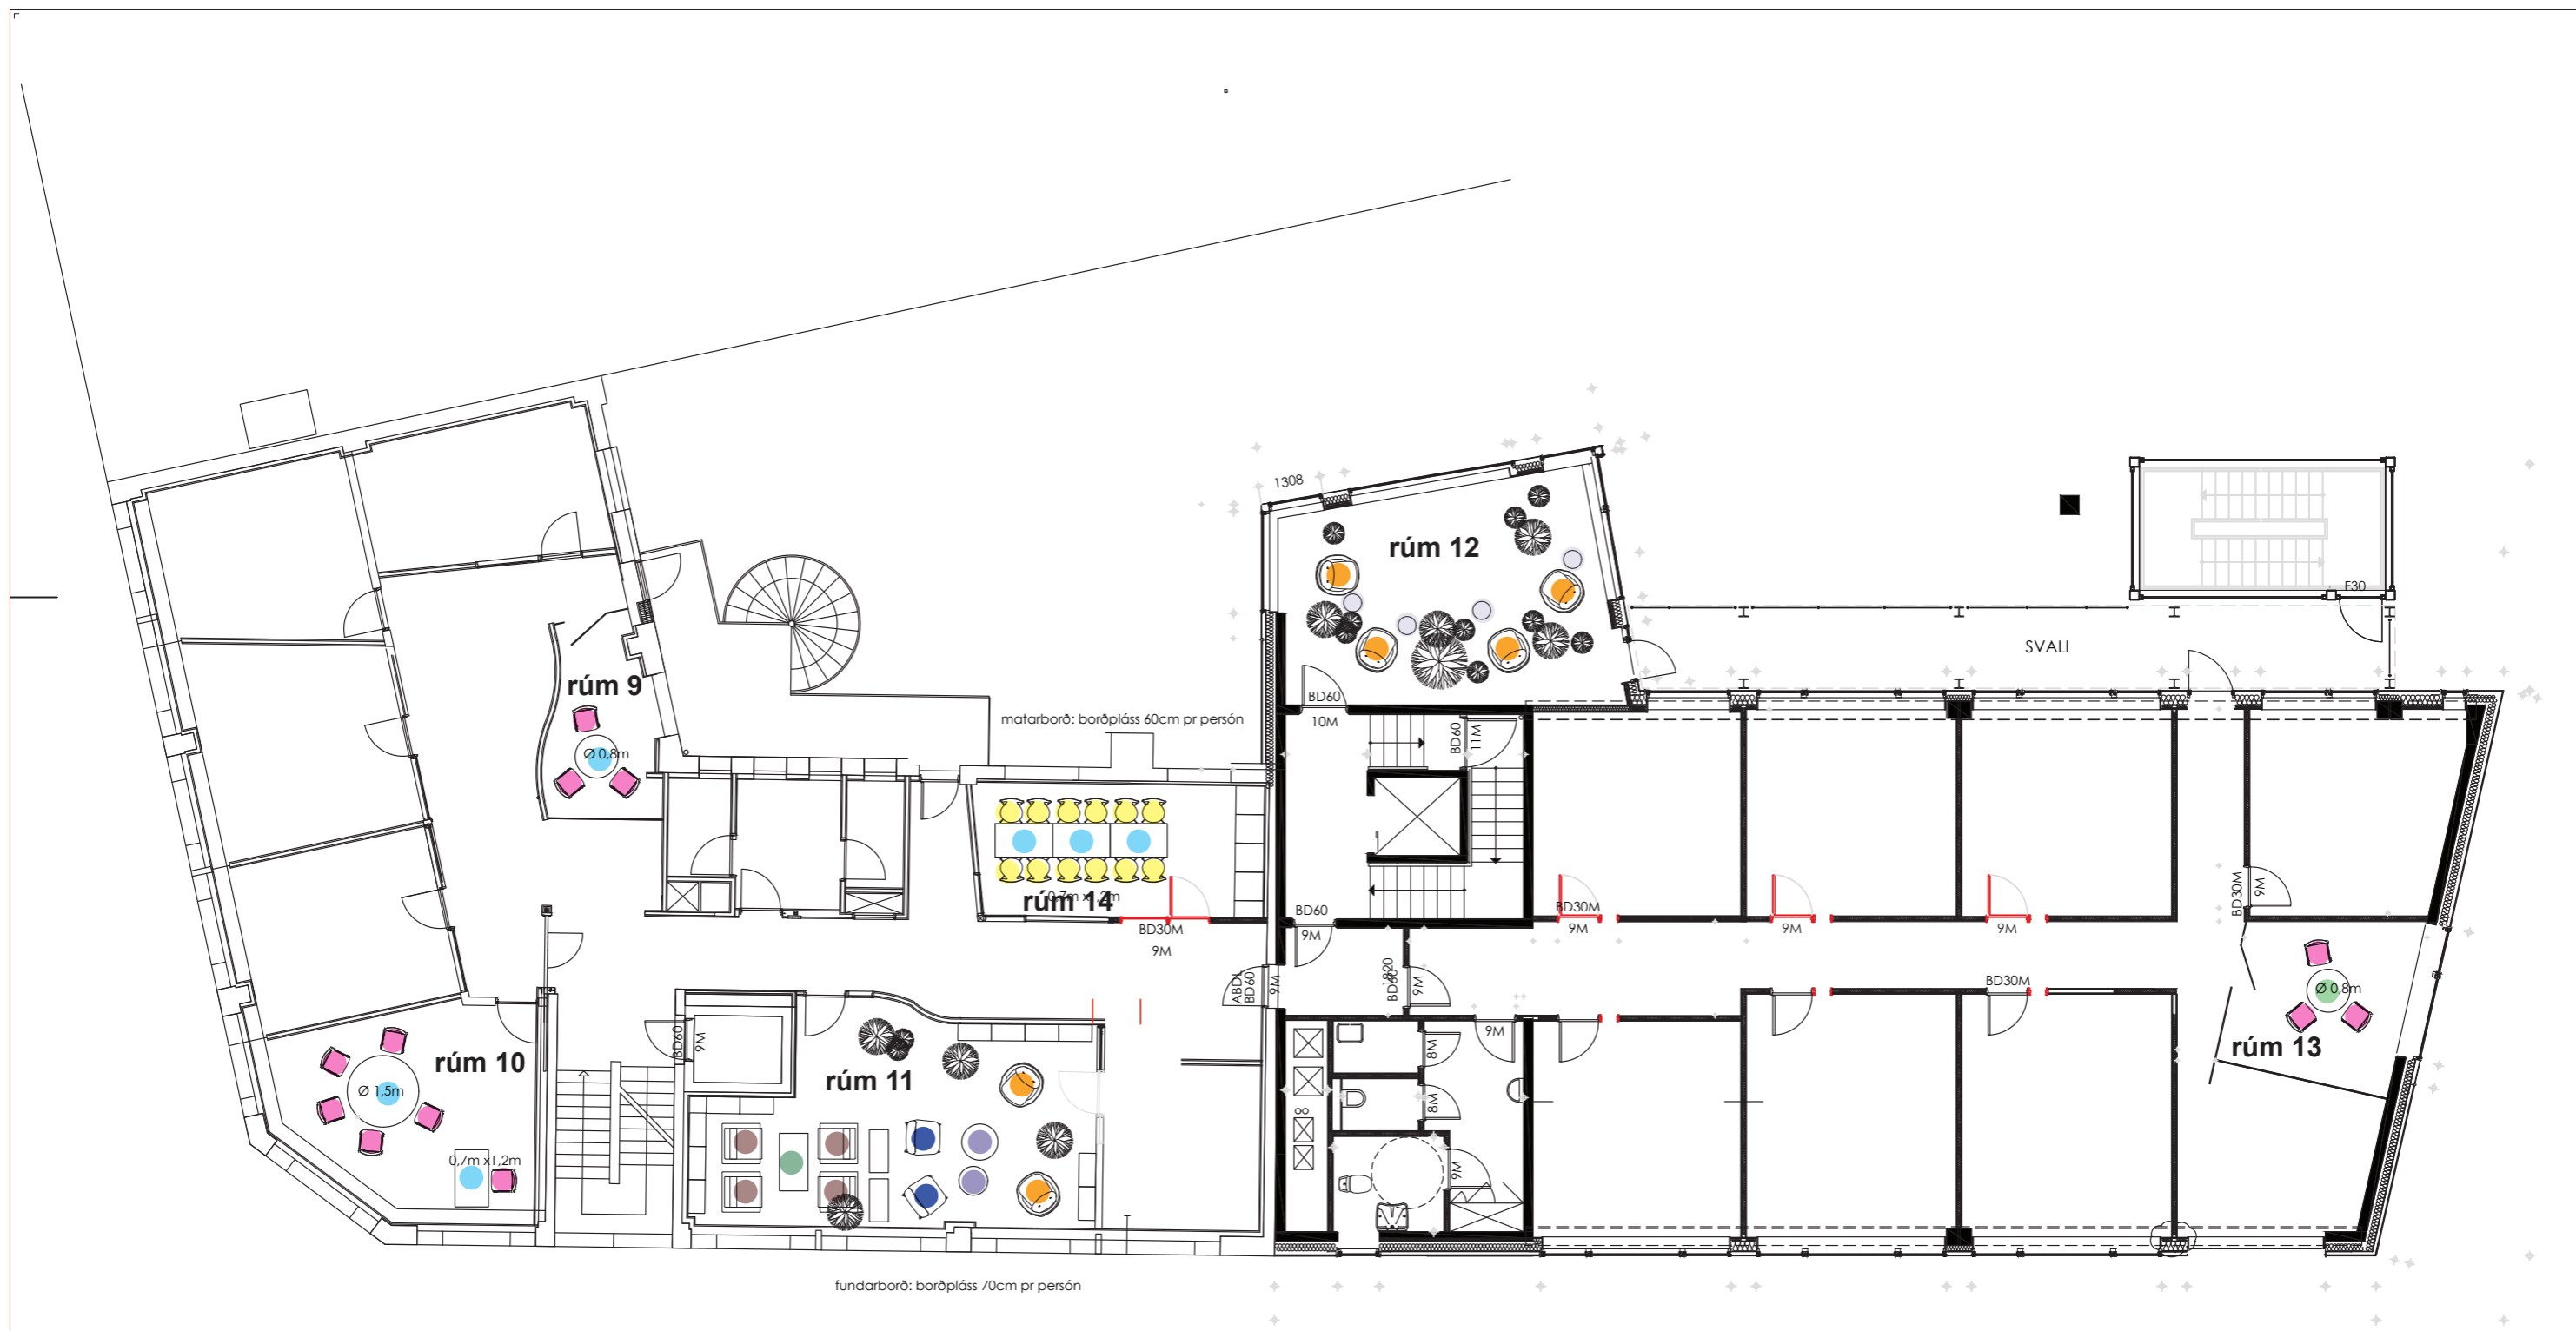 1308
rúm 12
F30
SVALI
rúm 9
Ø 0,8m
matarborð: borðpláss 60cm pr persón
BD60
10M
BD60
11M
rúm 14
BD30M
9M
BD60
9M
BD30M
9M
9M
9M
BD30M
9M
ABDL
BD60
9M
9M
BD30M
Ø 0,8m
rúm 13
rúm 10
Ø 1,5m
0,7m x1,2m
BD60
9M
rúm 11
9M
8M
8M
9M
fundarborð: borðpláss 70cm pr persón